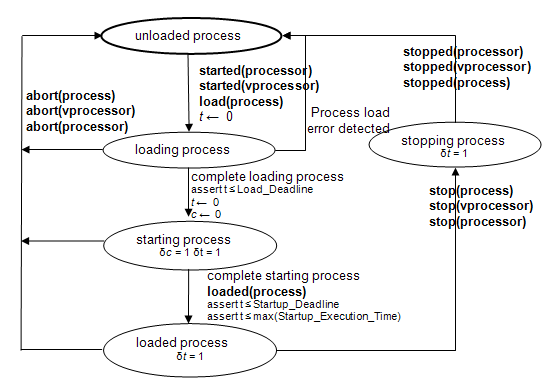 unloaded process
started(processor)
started(vprocessor)
load(process)
t ← 0
stopped(processor)
stopped(vprocessor)
stopped(process)
abort(process)
abort(vprocessor)
abort(processor)
Process load
error detected
loading process
stopping process
δt = 1
complete loading process
assert t ≤ Load_Deadline
t ← 0
c ← 0
stop(process)
stop(vprocessor)
stop(processor)
starting process
δc = 1 δt = 1
complete starting process
loaded(process)
assert t ≤ Startup_Deadline
assert t ≤ max(Startup_Execution_Time)
loaded process
δt = 1